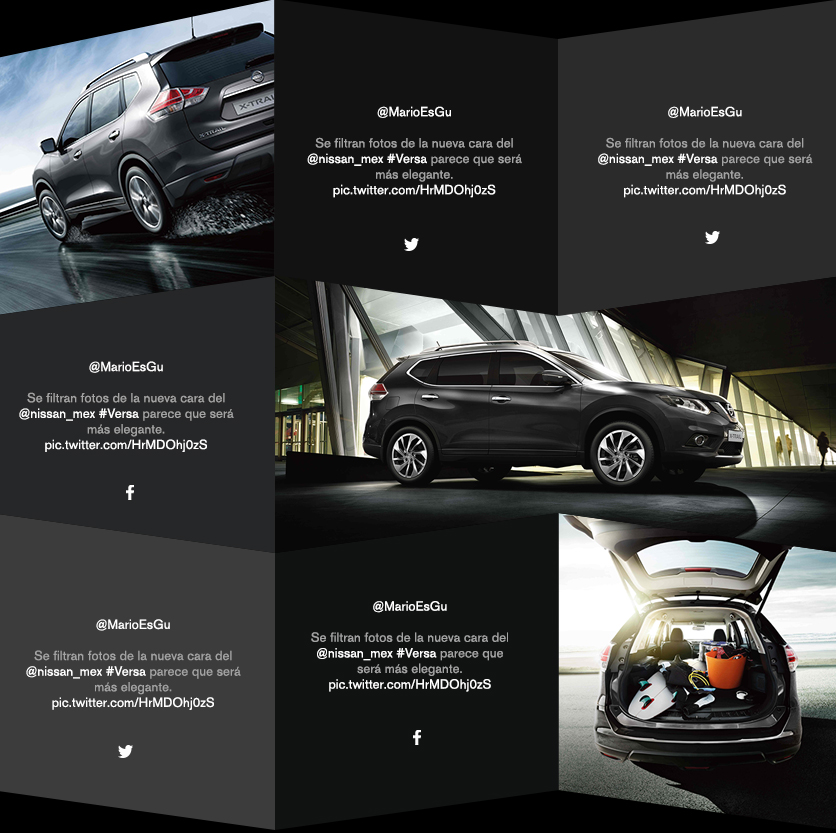 X-TRAIL
X-TRAIL
@MarioEsGu
Se filtran fotos de la nueva cara del
@nissan_mex #Versa parece que será
más elegante.
pic.twitter.com/HrMDOhj0zS
@MarioEsGu
Se filtran fotos de la nueva cara del
@nissan_mex #Versa parece que será
más elegante.
pic.twitter.com/HrMDOhj0zS
@MarioEsGu
Se filtran fotos de la nueva cara del
@nissan_mex #Versa parece que será
más elegante.
pic.twitter.com/HrMDOhj0zS
X-TRAIL
@MarioEsGu
Se filtran fotos de la nueva cara del
@nissan_mex #Versa parece que será
más elegante.
pic.twitter.com/HrMDOhj0zS
@MarioEsGu
Se filtran fotos de la nueva cara del
@nissan_mex #Versa parece que
será más elegante.
pic.twitter.com/HrMDOhj0zS